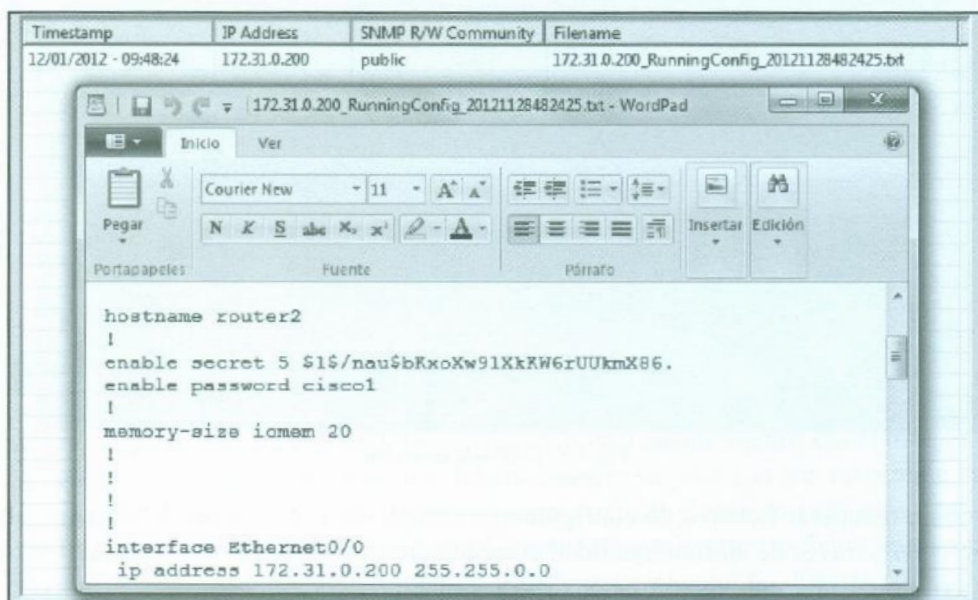 Timestamp IP Address SNMP R/W Community Filename
12/01/2012 - 09:48:24 172.31.0.200 public 172.31.0.200_RunningConfig_20121128482425.txt
172.31.0.200_RunningConfig_20121128482425.txt - WordPad
Inicio Ver
Courier New 11
Pegar N K S abc Insertar Edición
Portapapeles Fuente Párrafo
hostname router2
!
enable secret 5 $1$/nau$bKxoXw91XkKW6rUUkmX86.
enable password cisco1
!
memory-size iomem 20
!
!
!
!
interface Ethernet0/0
ip address 172.31.0.200 255.255.0.0